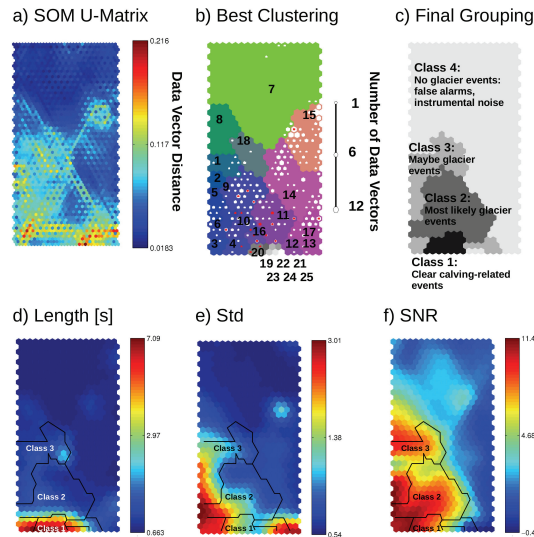 a) SOM U-Matrix
b) Best Clustering
c) Final Grouping
0.216
0.117
0.0183
Data Vector Distance
7
8
15
18
1
2
9
5
14
6
10
11
16
17
3
4
12
13
20
19 22 21
23 24 25
1
6
12
Number of Data Vectors
Class 4:
No glacier events:
false alarms,
instrumental noise
Class 3:
Maybe glacier
events
Class 2:
Most likely glacier
events
Class 1:
Clear calving-related
events
d) Length [s]
e) Std
f) SNR
7.09
2.97
0.663
Class 3
Class 2
Class 1
3.01
1.38
0.54
Class 3
Class 2
Class 1
11.4
4.68
-0.4
Class 3
Class 2
Class 1